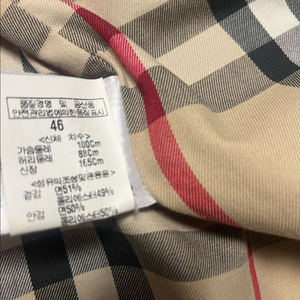 품질경영 및 공산품
안전관리법에의한품질표시
46
<신체 치수>
가슴둘레 100Cm
허리둘레 88Cm
신장 165Cm
<섬유의조성및혼용율>
겉감 면51%
폴리에스터49%
안감 면50%
폴리에스터50%